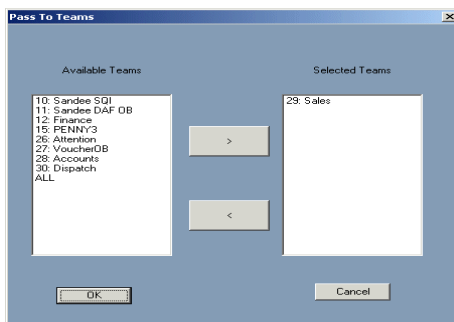 Pass To Teams
Available Teams
Selected Teams
10: Sandee SQI
11: Sandee DAF OB
12: Finance
15: PENNY3
26: Attention
27: VoucherOB
28: Accounts
30: Dispatch
ALL
29: Sales
>
<
OK
Cancel